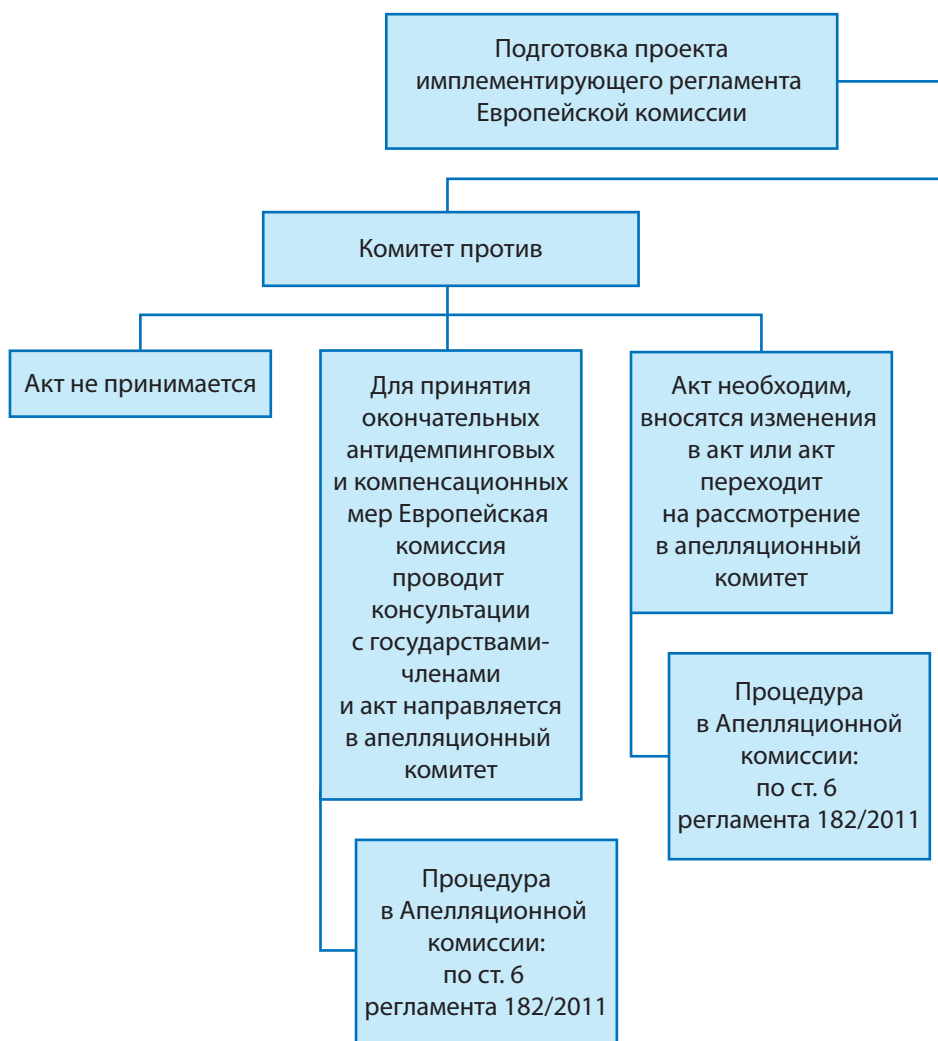 Подготовка проекта
имплементирующего регламента
Европейской комиссии
Комитет против
Акт не принимается
Для принятия
окончательных
антидемпинговых
и компенсационных
мер Европейская
комиссия
проводит
консультации
с государствами-
членами
и акт направляется
в апелляционный
комитет
Акт необходим,
вносятся изменения
в акт или акт
переходит
на рассмотрение
в апелляционный
комитет
Процедура
в Апелляционной
комиссии:
по ст. 6
регламента 182/2011
Процедура
в Апелляционной
комиссии:
по ст. 6
регламента 182/2011